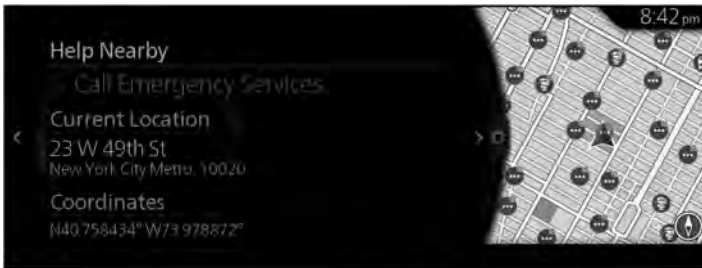 8:42 pm
Help Nearby
Call Emergency Services
Current Location
23 W 49th St
New York City Metro, 10020
Coordinates
N40.758434° W73.978872°